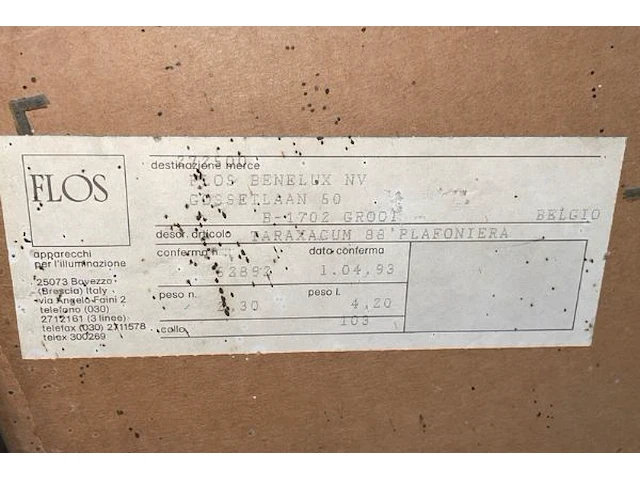 FLOS
apparecchi
per l'illuminazione
25073 Bovezzo
(Brescia) Italy
via Angelo Faini 2
telefono (030)
2712161 (3 linee)
telefax (030) 2711578
telex 300269
destinazione merce
FLOS BENELUX NV
GOSSETLAAN 50
B-1702 GROOT BELGIO
descr. articolo TARAXACUM 88 PLAFONIERA
conferma n. data conferma
52892 1.04.93
peso n. peso l.
30 4,20
103
collo